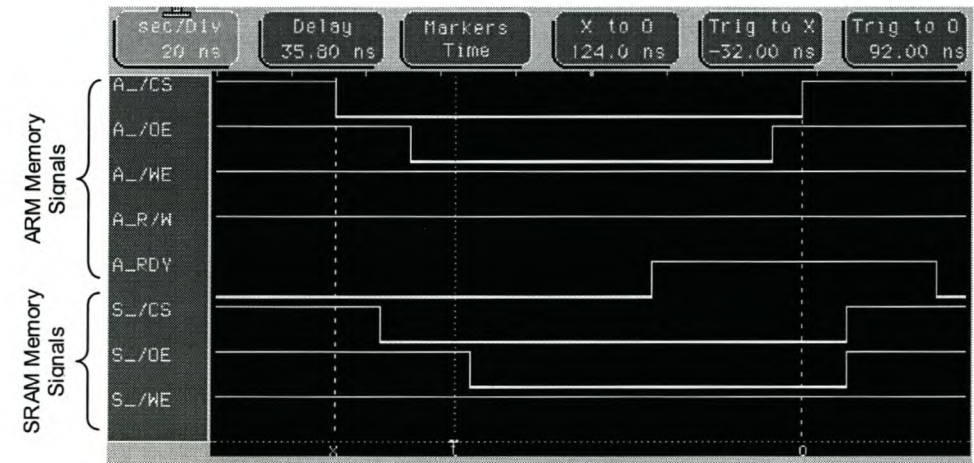 sec/Div Delay Markers X to O Trig to X Trig to O
20 ns 35.80 ns Time 124.0 ns -32.00 ns 92.00 ns
ARM Memory
Signals
A_/CS
A_/OE
A_/WE
A_R/W
A_RDY
SRAM Memory
Signals
S_/CS
S_/OE
S_/WE
X t O